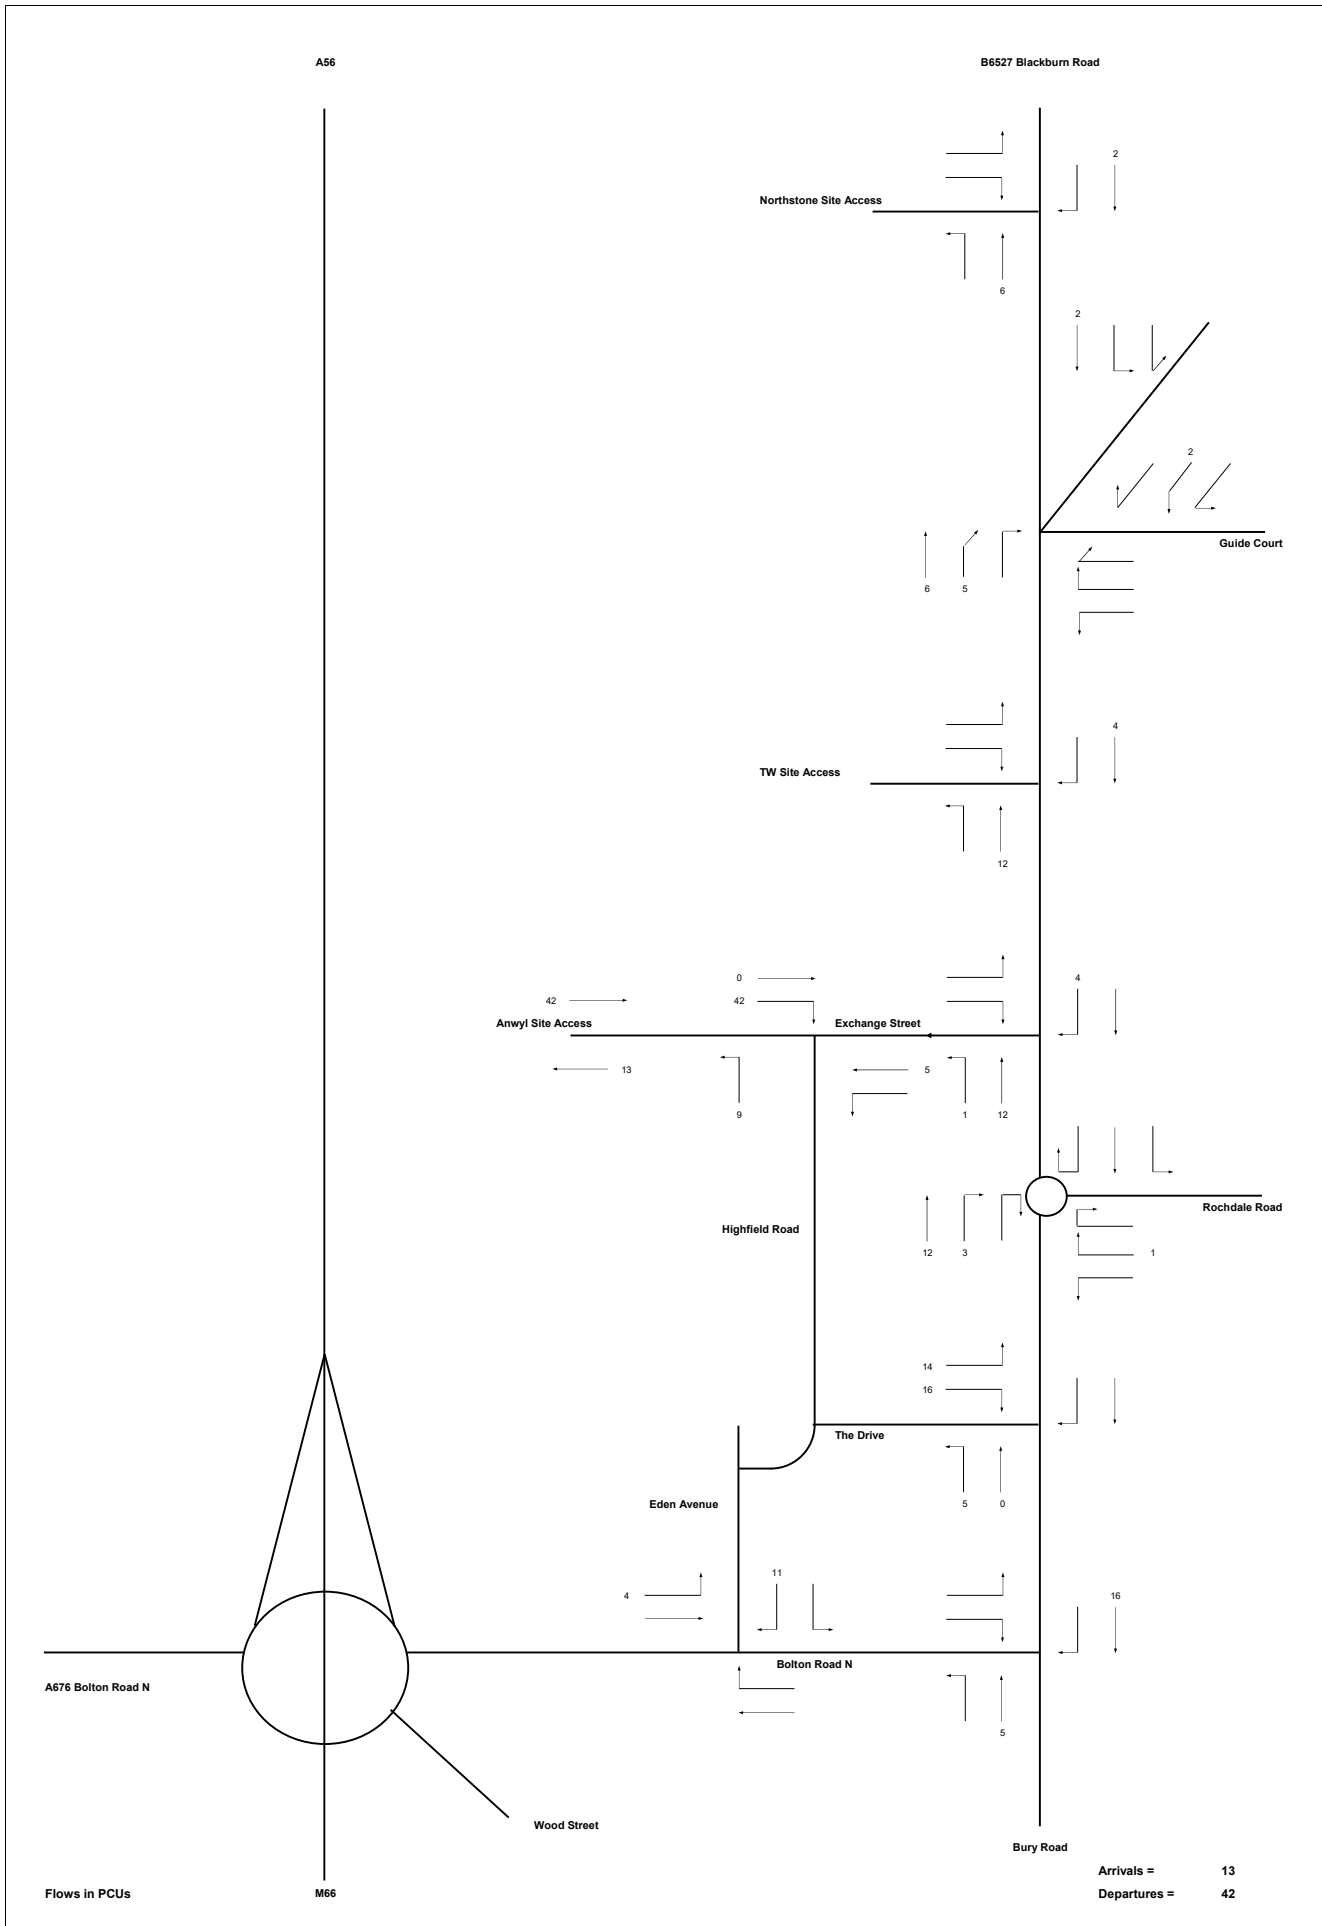 A56
B6527 Blackburn Road
2
Northstone Site Access
6
2
2
Guide Court
6 5
4
TW Site Access
12
0
4
42
42
Anwyl Site Access
Exchange Street
13
5
9
1 12
Rochdale Road
Highfield Road
12 3
1
14
16
The Drive
Eden Avenue
5 0
11
4
16
Bolton Road N
A676 Bolton Road N
5
Wood Street
Bury Road
Arrivals = 13
Flows in PCUs
M66
Departures = 42